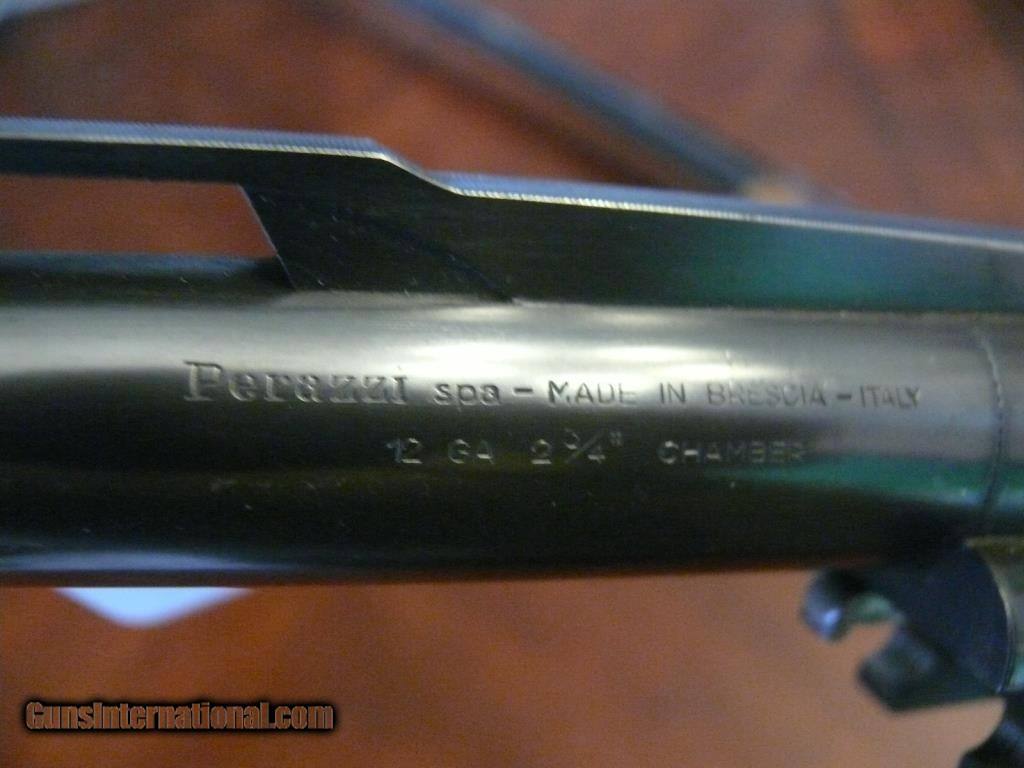 Perazzi spa - MADE IN BRESCIA - ITALY
12 GA 2 3/4" CHAMBER
GunsInternational.com